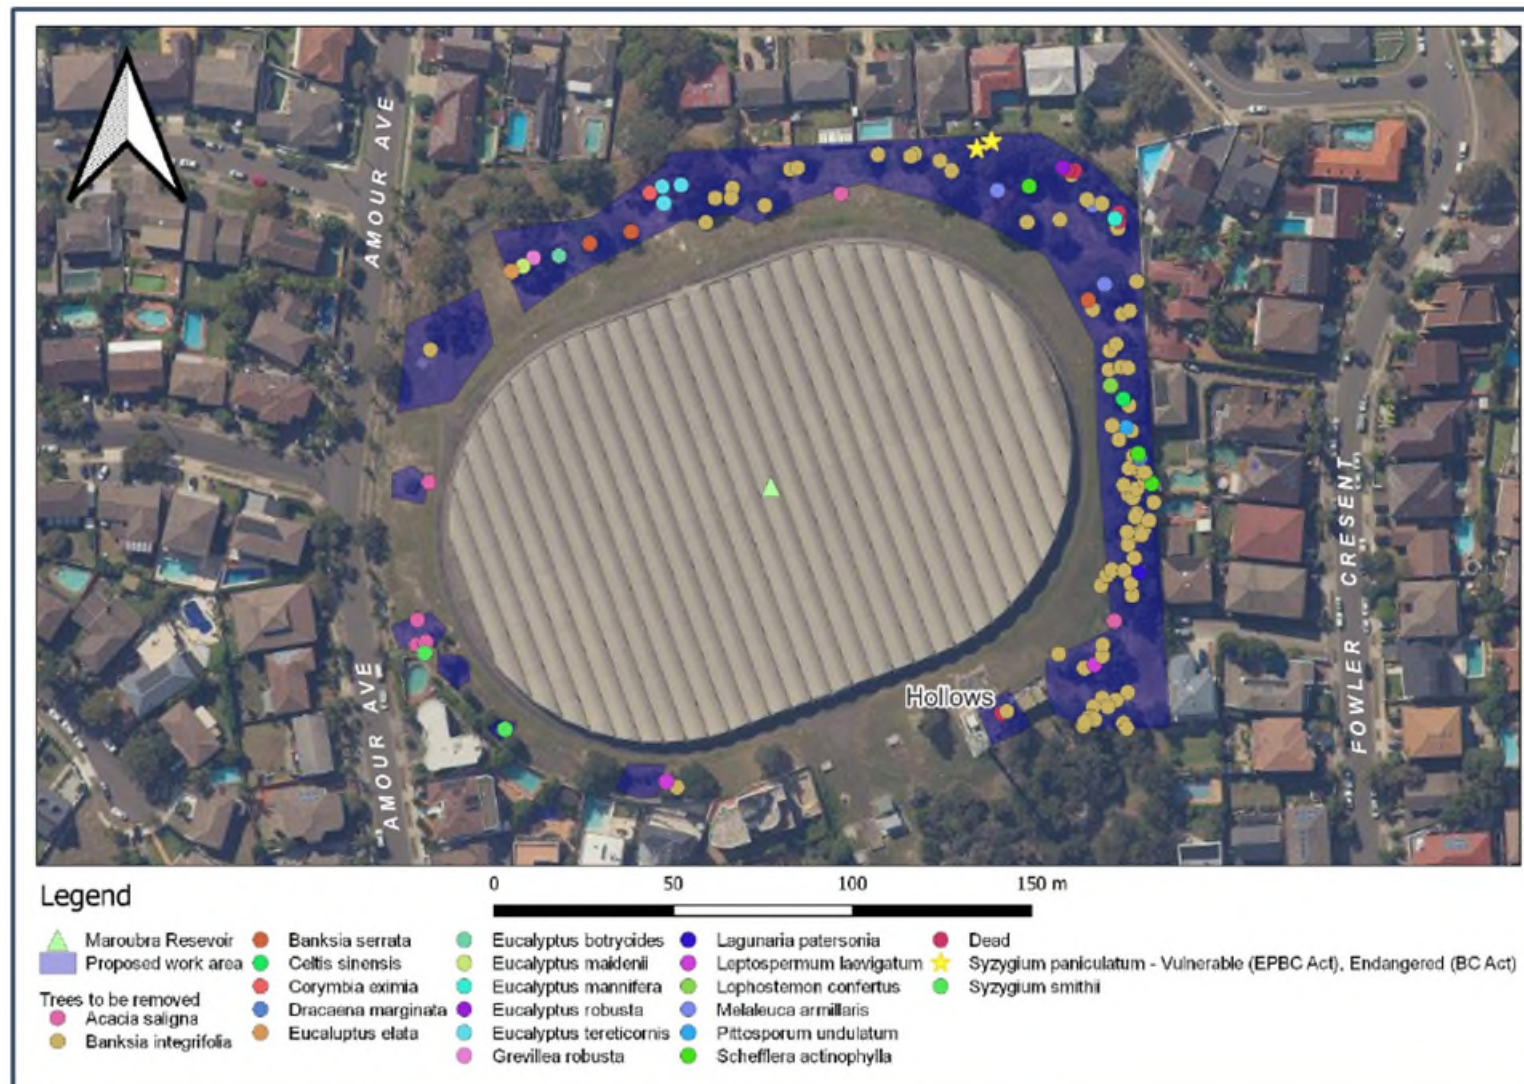 AMOUR AVE
AMOUR AVE
FOWLER CRESENT
Hollows
Legend
0 50 100 150 m
Maroubra Resevoir
Proposed work area
Trees to be removed
Acacia saligna
Banksia integrifolia
Banksia serrata
Celtis sinensis
Corymbia eximia
Dracaena marginata
Eucaluptus elata
Eucalyptus botryoides
Eucalyptus maidenii
Eucalyptus mannifera
Eucalyptus robusta
Eucalyptus tereticornis
Grevillea robusta
Lagunaria patersonia
Leptospermum laevigatum
Lophostemon confertus
Melaleuca armillaris
Pittosporum undulatum
Schefflera actinophylla
Dead
Syzygium paniculatum - Vulnerable (EPBC Act), Endangered (BC Act)
Syzygium smithii